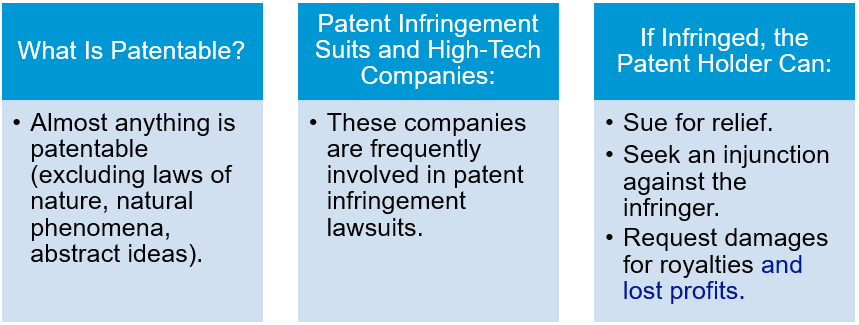 What Is Patentable?
• Almost anything is
patentable
(excluding laws of
nature, natural
phenomena,
abstract ideas).
Patent Infringement
Suits and High-Tech
Companies:
• These companies
are frequently
involved in patent
infringement
lawsuits.
If Infringed, the
Patent Holder Can:
• Sue for relief.
• Seek an injunction
against the
infringer.
• Request damages
for royalties and
lost profits.